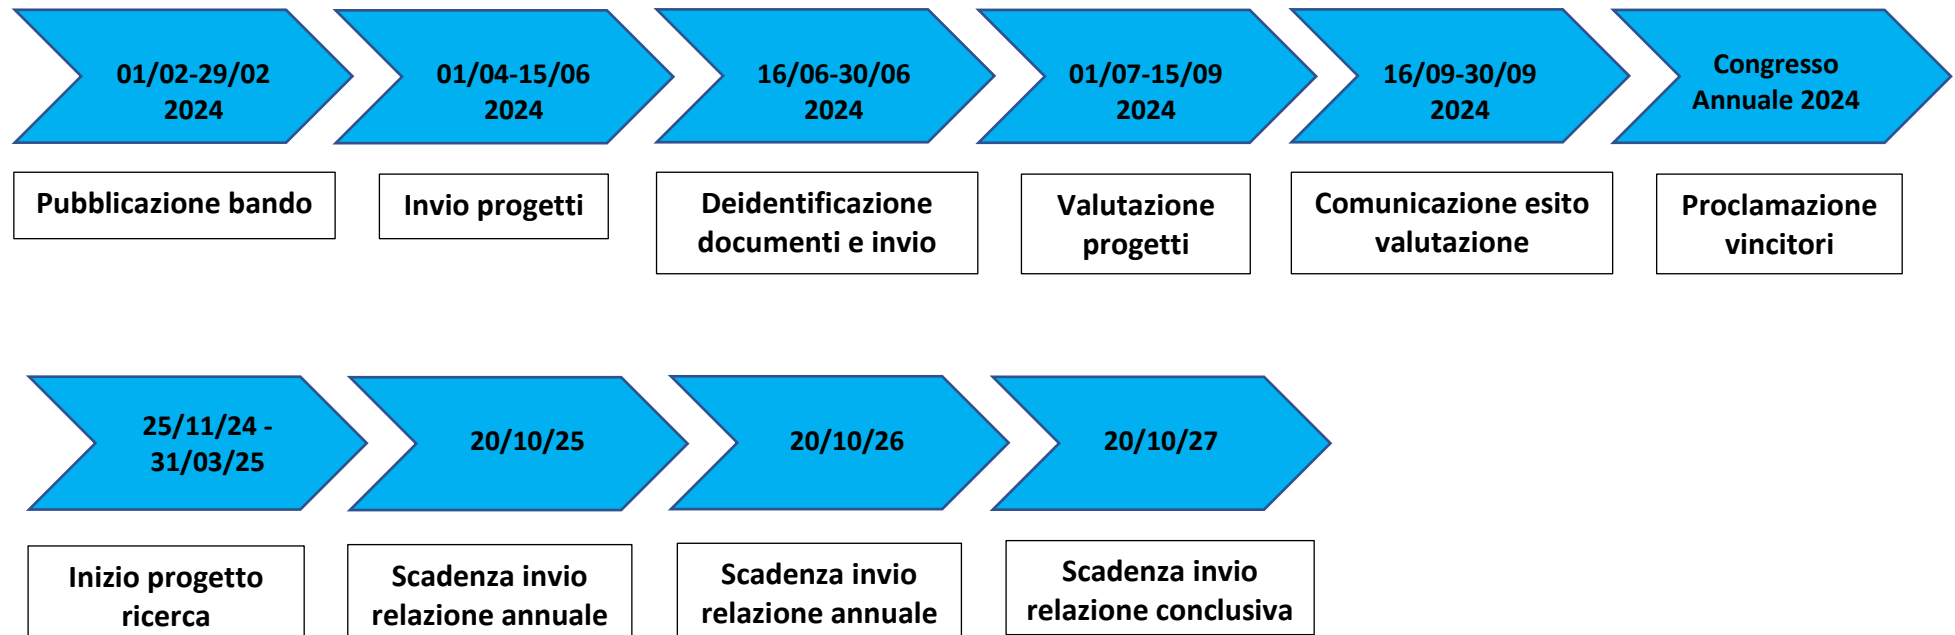 01/02-29/02
2024
01/04-15/06
2024
16/06-30/06
2024
01/07-15/09
2024
16/09-30/09
2024
Congresso
Annuale 2024
Pubblicazione bando
Invio progetti
Deidentificazione
documenti e invio
Valutazione
progetti
Comunicazione esito
valutazione
Proclamazione
vincitori
25/11/24 -
31/03/25
20/10/25
20/10/26
20/10/27
Inizio progetto
ricerca
Scadenza invio
relazione annuale
Scadenza invio
relazione annuale
Scadenza invio
relazione conclusiva